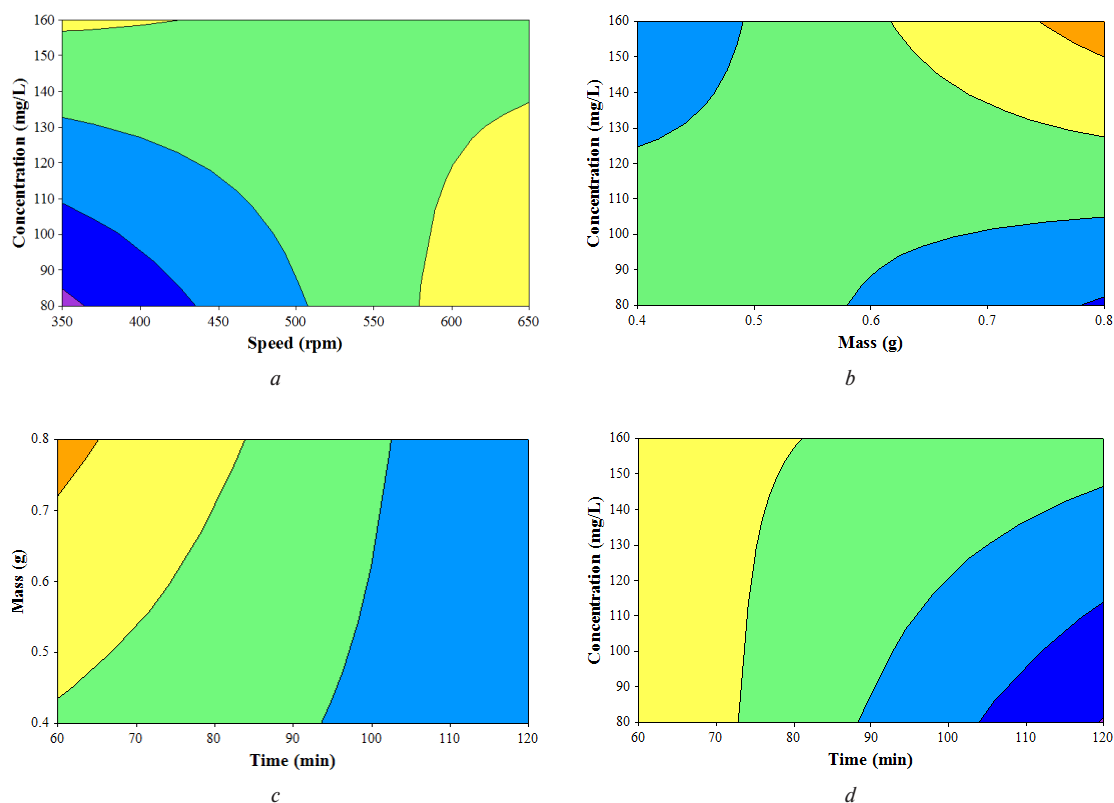 160
150
140
130
120
110
100
90
80
Concentration (mg/L)
350 400 450 500 550 600 650
Speed (rpm)
a
160
150
140
130
120
110
100
90
80
Concentration (mg/L)
0.4 0.5 0.6 0.7 0.8
Mass (g)
b
0.8
0.7
0.6
0.5
0.4
Mass (g)
60 70 80 90 100 110 120
Time (min)
c
160
150
140
130
120
110
100
90
80
Concentration (mg/L)
60 70 80 90 100 110 120
Time (min)
d